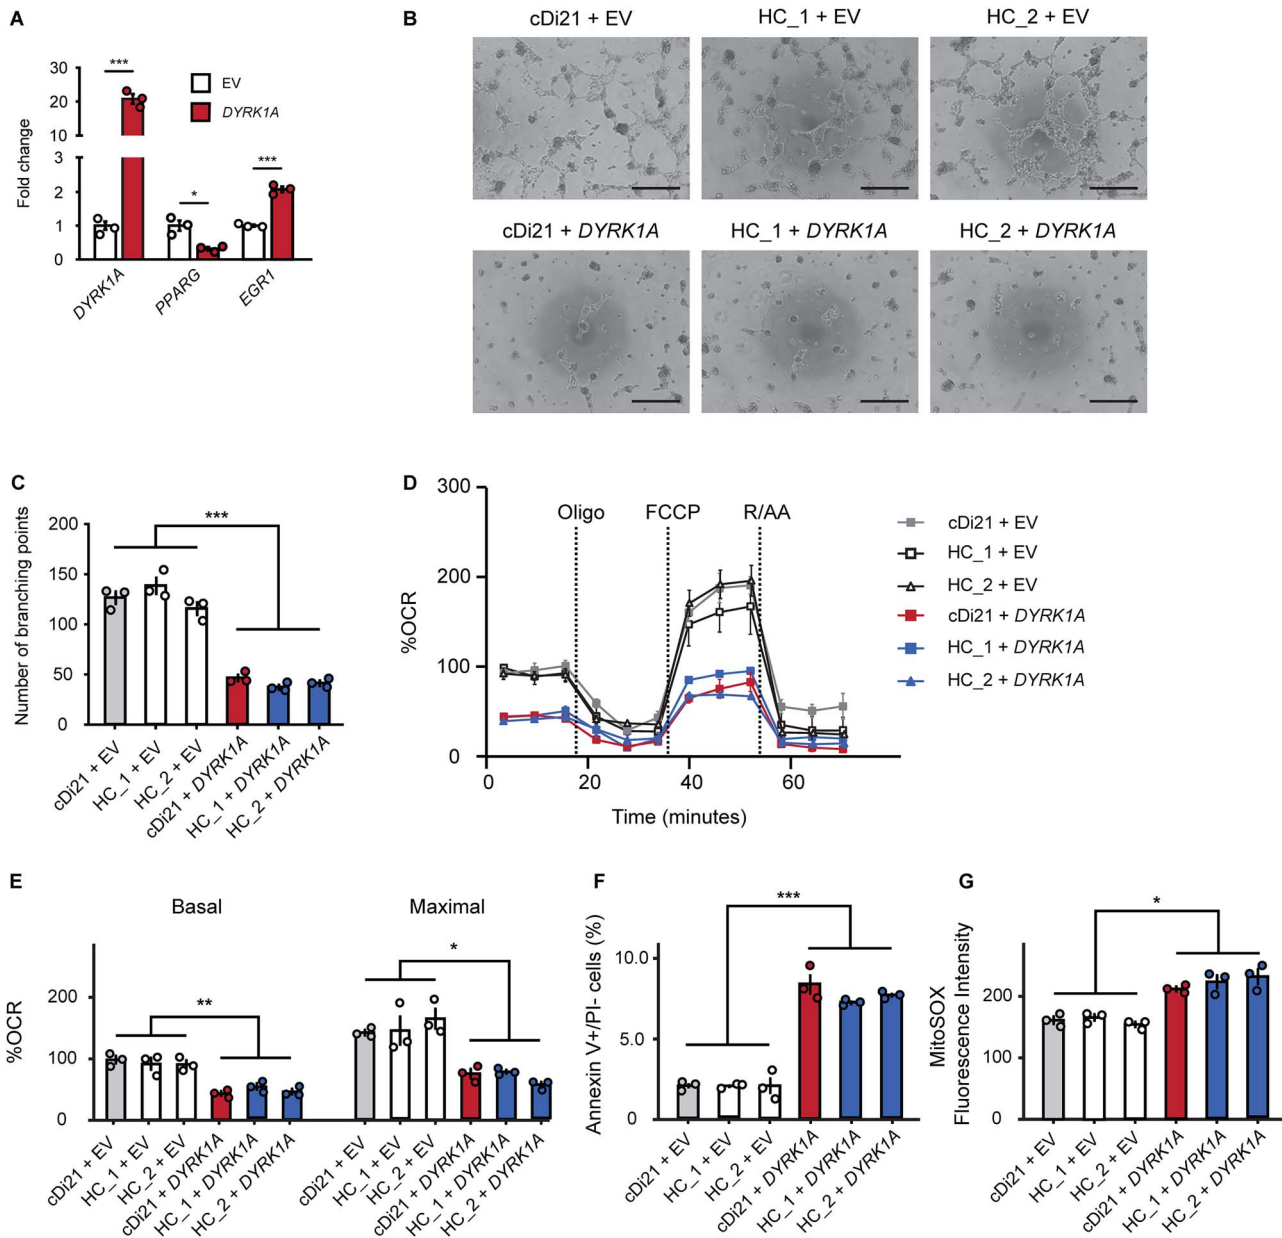 A
Fold change
30
20
10
3
2
1
0
***
*
***
EV
DYRK1A
DYRK1A
PPARG
EGR1
B
cDi21 + EV
HC_1 + EV
HC_2 + EV
cDi21 + DYRK1A
HC_1 + DYRK1A
HC_2 + DYRK1A
C
Number of branching points
200
150
100
50
0
***
cDi21 + EV
HC_1 + EV
HC_2 + EV
cDi21 + DYRK1A
HC_1 + DYRK1A
HC_2 + DYRK1A
D
%OCR
300
200
100
0
Oligo
FCCP
R/AA
0
20
40
60
Time (minutes)
cDi21 + EV
HC_1 + EV
HC_2 + EV
cDi21 + DYRK1A
HC_1 + DYRK1A
HC_2 + DYRK1A
E
Basal
Maximal
%OCR
200
100
0
**
*
cDi21 + EV
HC_1 + EV
HC_2 + EV
cDi21 + DYRK1A
HC_1 + DYRK1A
HC_2 + DYRK1A
cDi21 + EV
HC_1 + EV
HC_2 + EV
cDi21 + DYRK1A
HC_1 + DYRK1A
HC_2 + DYRK1A
F
Annexin V+/PI- cells (%)
10.0
5.0
0
***
cDi21 + EV
HC_1 + EV
HC_2 + EV
cDi21 + DYRK1A
HC_1 + DYRK1A
HC_2 + DYRK1A
G
MitoSOX
Fluorescence Intensity
200
100
0
*
cDi21 + EV
HC_1 + EV
HC_2 + EV
cDi21 + DYRK1A
HC_1 + DYRK1A
HC_2 + DYRK1A